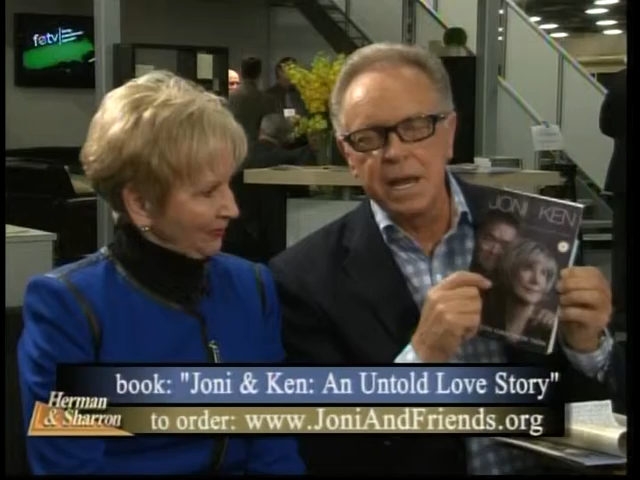 fetv
JONI KEN
book: "Joni & Ken: An Untold Love Story"
Herman
& Sharron
to order: www.JoniAndFriends.org